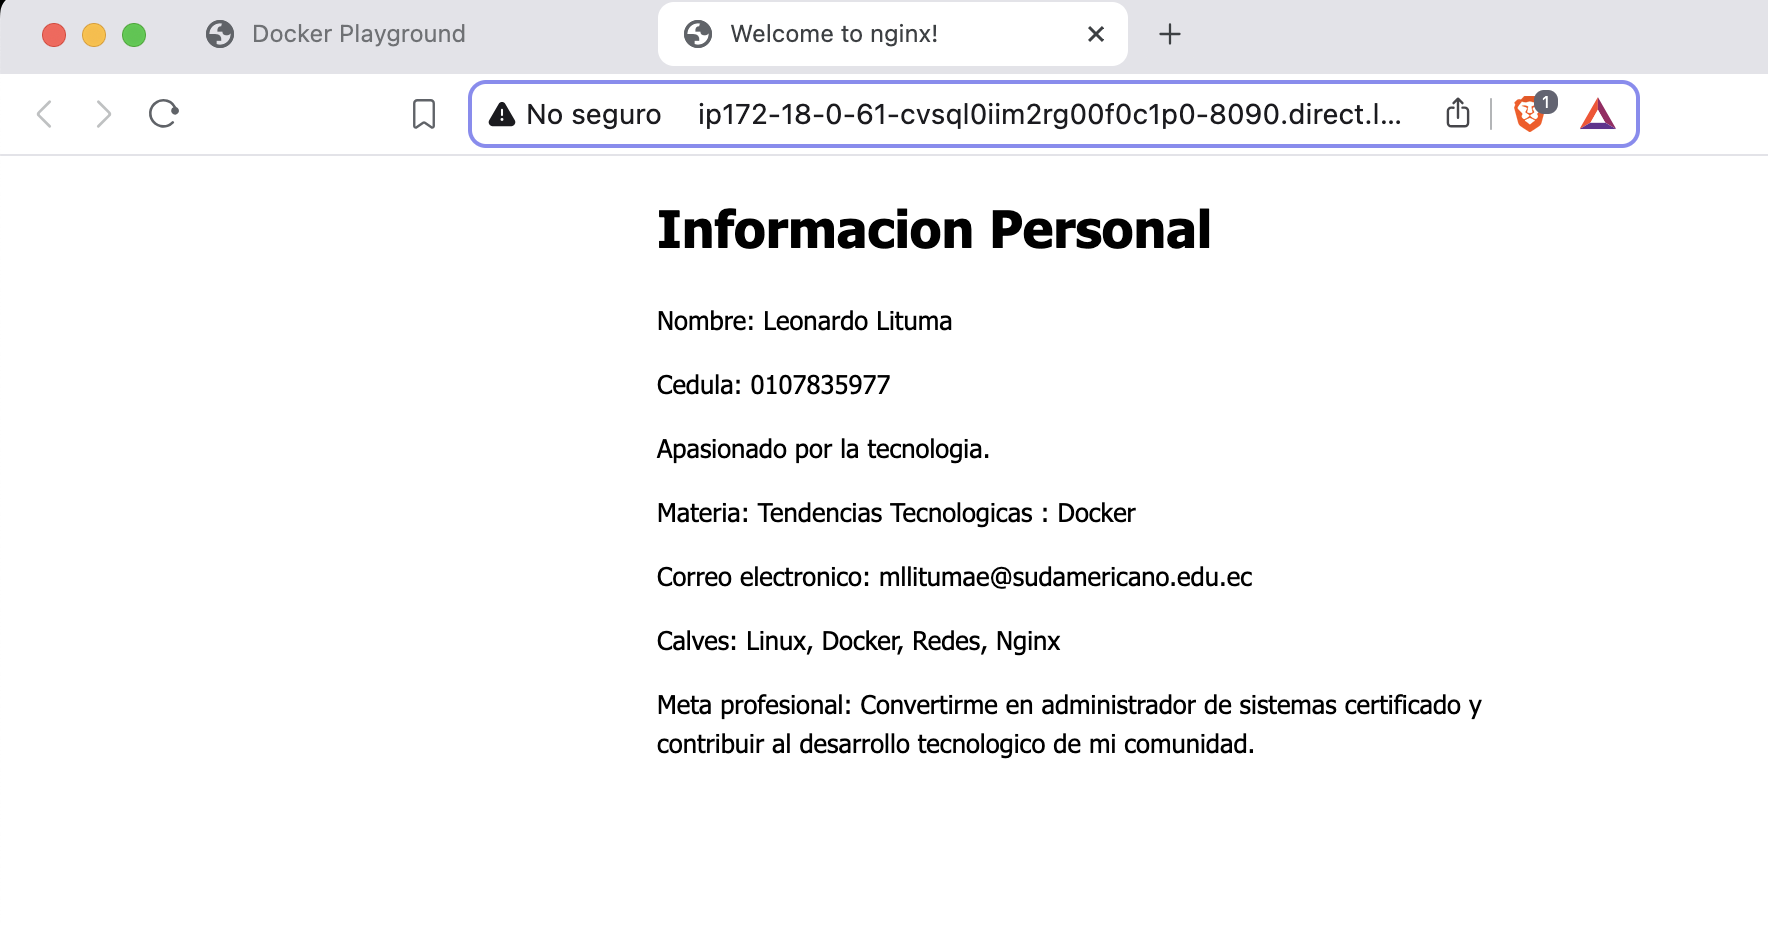 Docker Playground
Welcome to nginx!
No seguro ip172-18-0-61-cvsql0iim2rg00f0c1p0-8090.direct.l...
1
Informacion Personal
Nombre: Leonardo Lituma
Cedula: 0107835977
Apasionado por la tecnologia.
Materia: Tendencias Tecnologicas : Docker
Correo electronico: mllitumae@sudamericano.edu.ec
Calves: Linux, Docker, Redes, Nginx
Meta profesional: Convertirme en administrador de sistemas certificado y
contribuir al desarrollo tecnologico de mi comunidad.